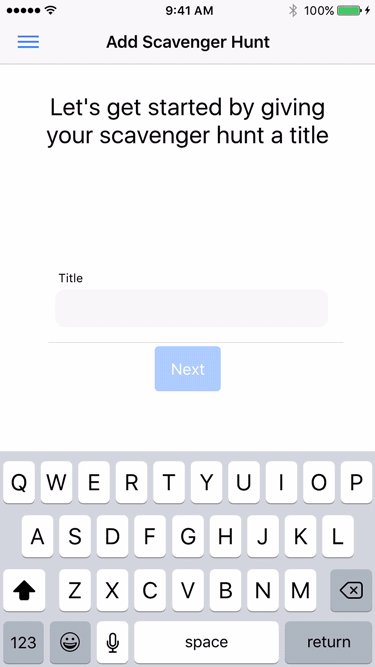 9:41 AM
100%
Add Scavenger Hunt
Let's get started by giving
your scavenger hunt a title
Title
Next
Q W E R T Y U I O P
A S D F G H J K L
Z X C V B N M
123 space return